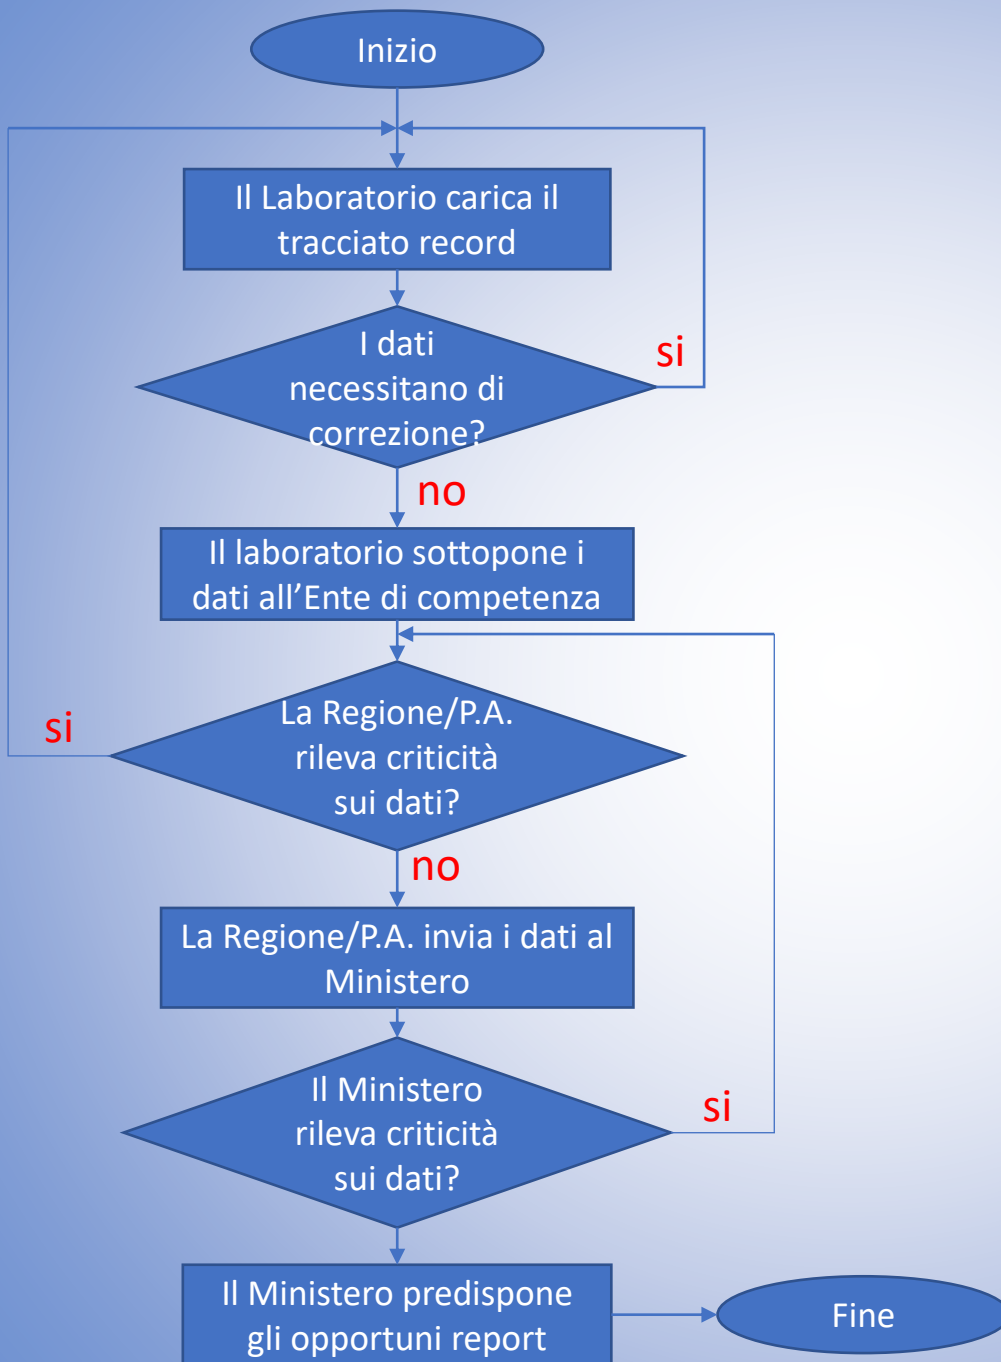 Inizio
Il Laboratorio carica il
tracciato record
I dati
necessitano di
correzione?
si
no
Il laboratorio sottopone i
dati all’Ente di competenza
La Regione/P.A.
rileva criticità
sui dati?
si
no
La Regione/P.A. invia i dati al
Ministero
Il Ministero
rileva criticità
sui dati?
si
Il Ministero predispone
gli opportuni report
Fine